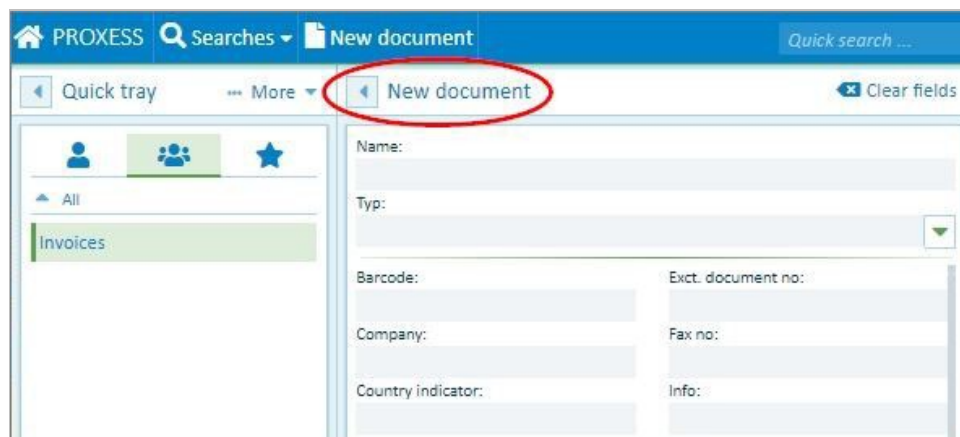 PROXESS Searches New document Quick search ...
Quick tray ... More New document Clear fields
Name:
All
Typ:
Invoices
Barcode: Exct. document no:
Company: Fax no:
Country indicator: Info: